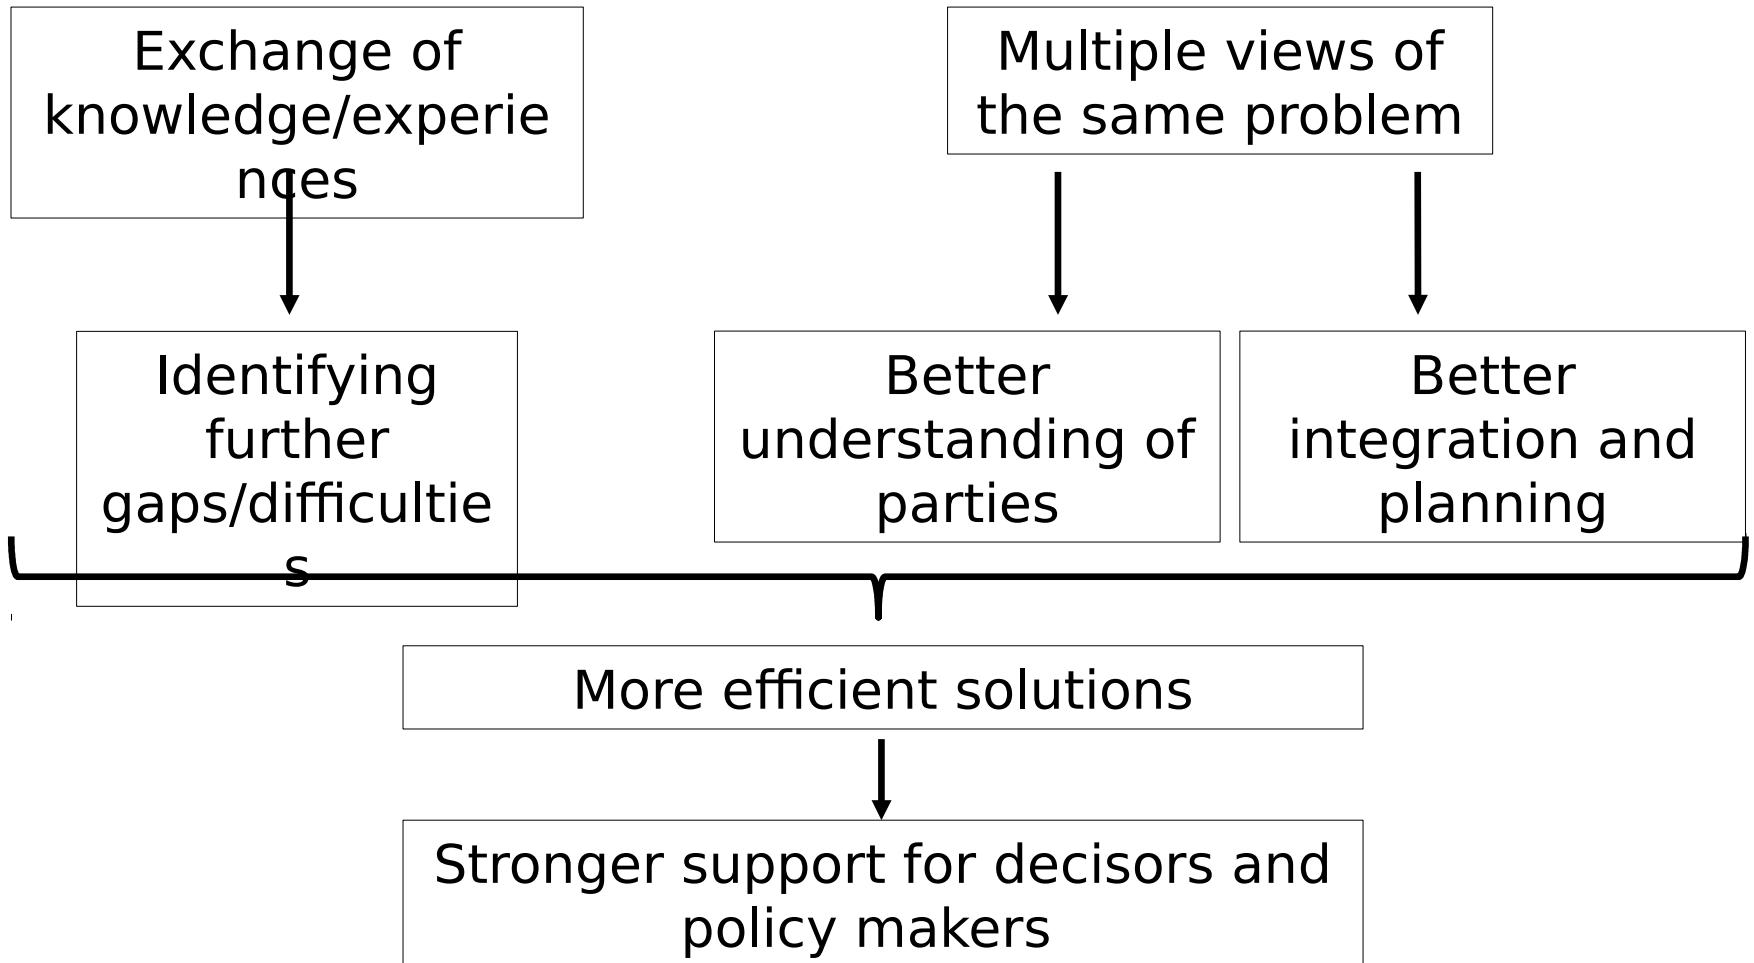 Exchange of
knowledge/experie
nces
Multiple views of
the same problem
Identifying
further
gaps/difficultie
s
Better
understanding of
parties
Better
integration and
planning
More efficient solutions
Stronger support for decisors and
policy makers